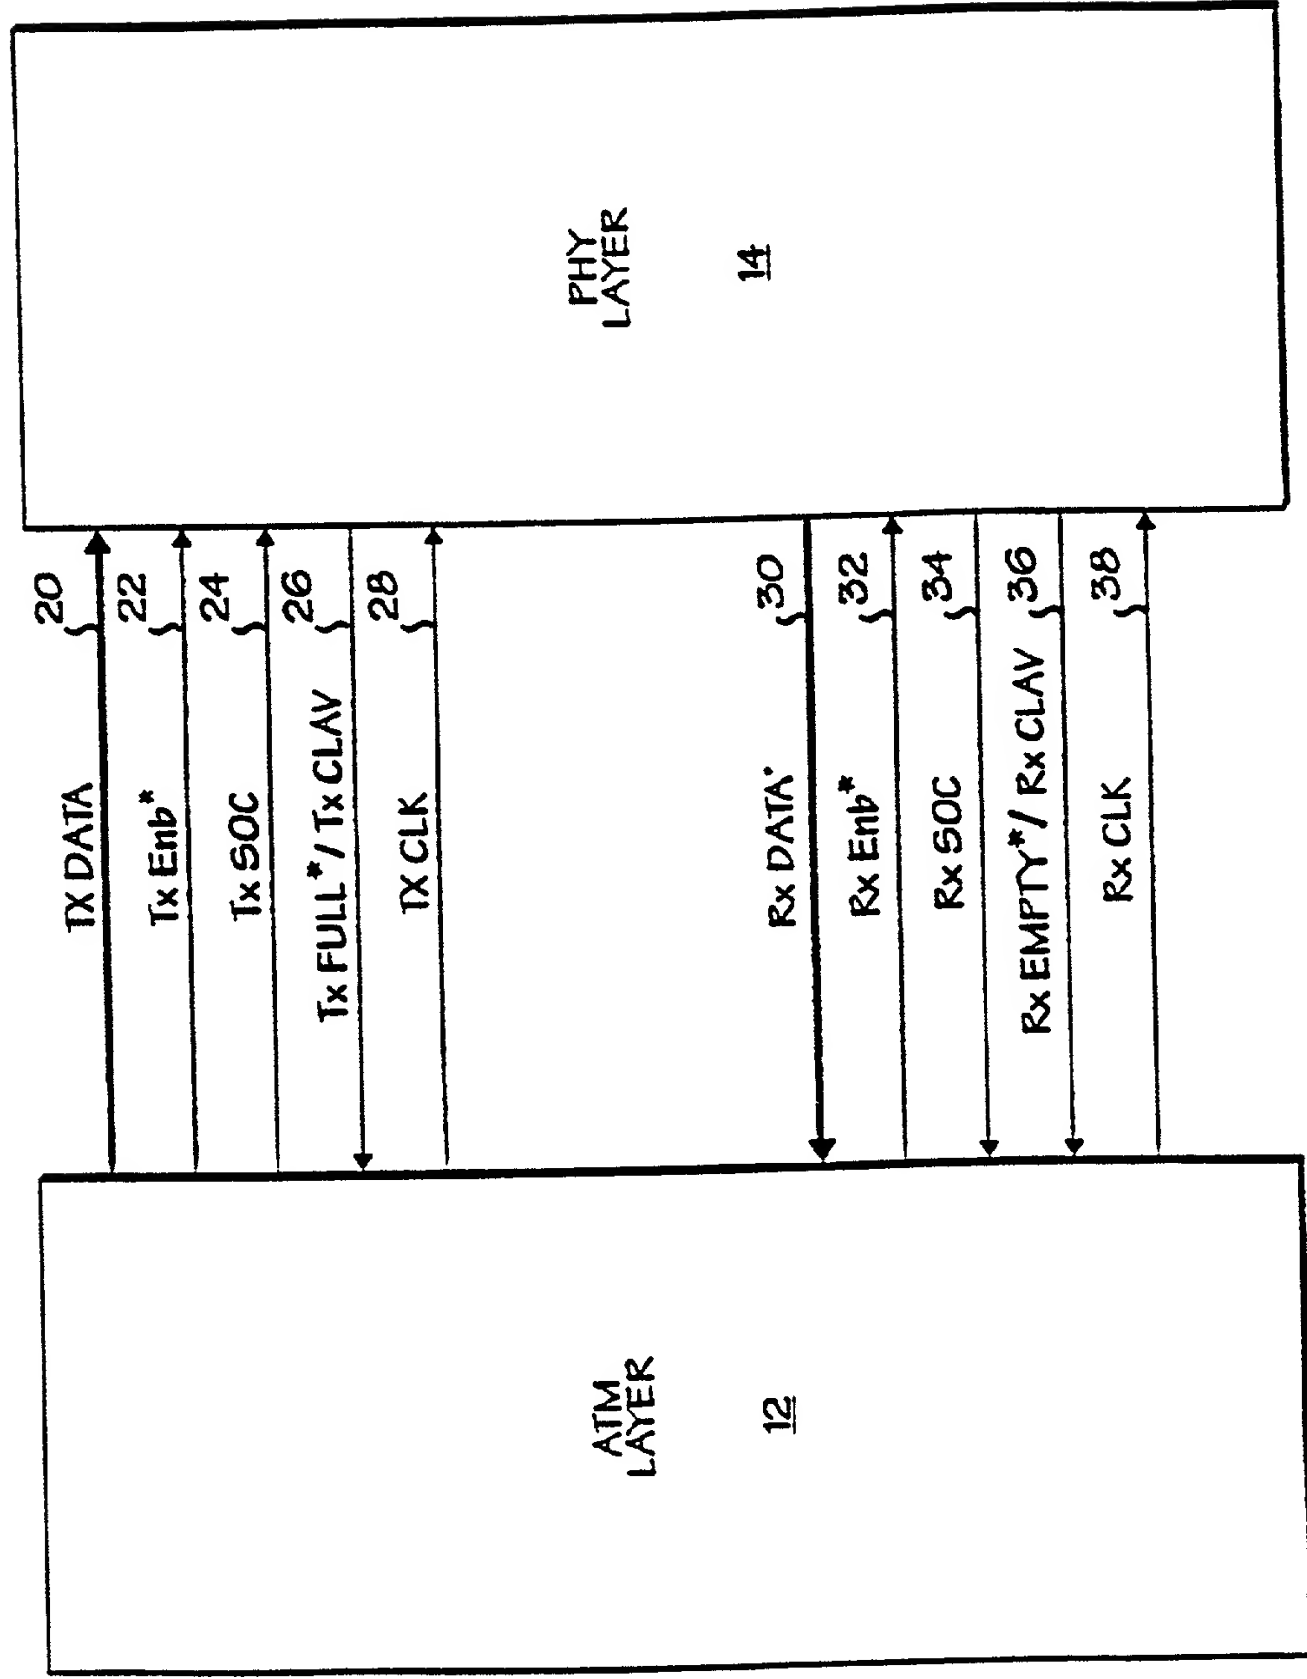 TX DATA
20
Tx Enb*
22
Tx SOC
24
Tx FULL*/ Tx CLAV
26
TX CLK
28
ATM
LAYER
12
PHY
LAYER
14
Rx DATA*
30
Rx Enb*
32
Rx SOC
34
Rx EMPTY*/ Rx CLAV
36
Rx CLK
38